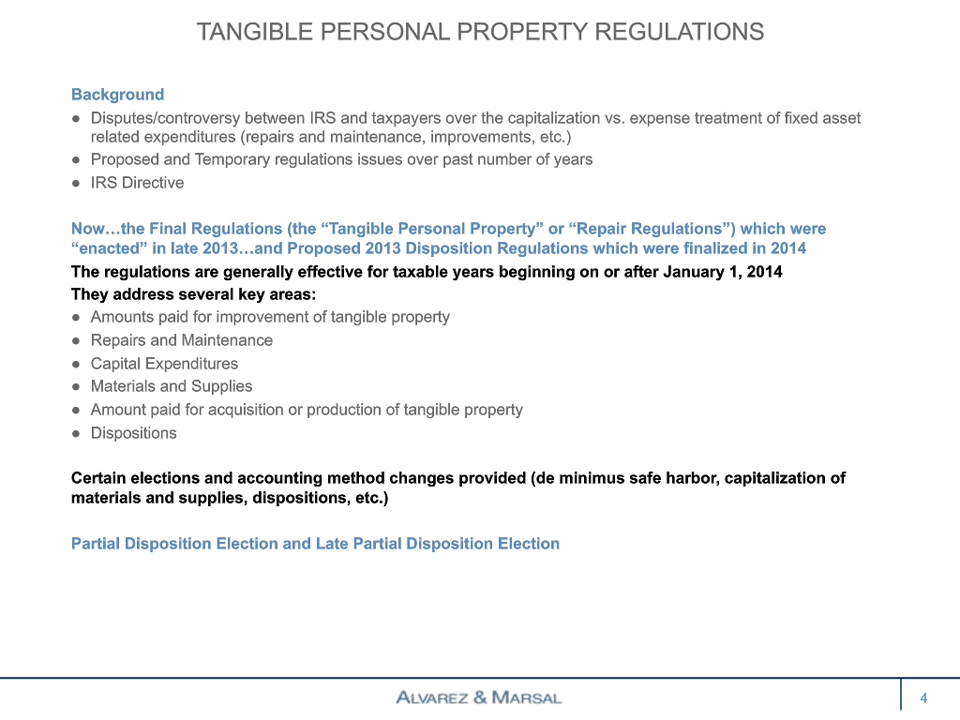 TANGIBLE PERSONAL PROPERTY REGULATIONS
Background
● Disputes/controversy between IRS and taxpayers over the capitalization vs. expense treatment of fixed asset
related expenditures (repairs and maintenance, improvements, etc.)
● Proposed and Temporary regulations issues over past number of years
● IRS Directive
Now…the Final Regulations (the “Tangible Personal Property” or “Repair Regulations”) which were
“enacted” in late 2013…and Proposed 2013 Disposition Regulations which were finalized in 2014
The regulations are generally effective for taxable years beginning on or after January 1, 2014
They address several key areas:
● Amounts paid for improvement of tangible property
● Repairs and Maintenance
● Capital Expenditures
● Materials and Supplies
● Amount paid for acquisition or production of tangible property
● Dispositions
Certain elections and accounting method changes provided (de minimus safe harbor, capitalization of
materials and supplies, dispositions, etc.)
Partial Disposition Election and Late Partial Disposition Election
ALVAREZ & MARSAL
4